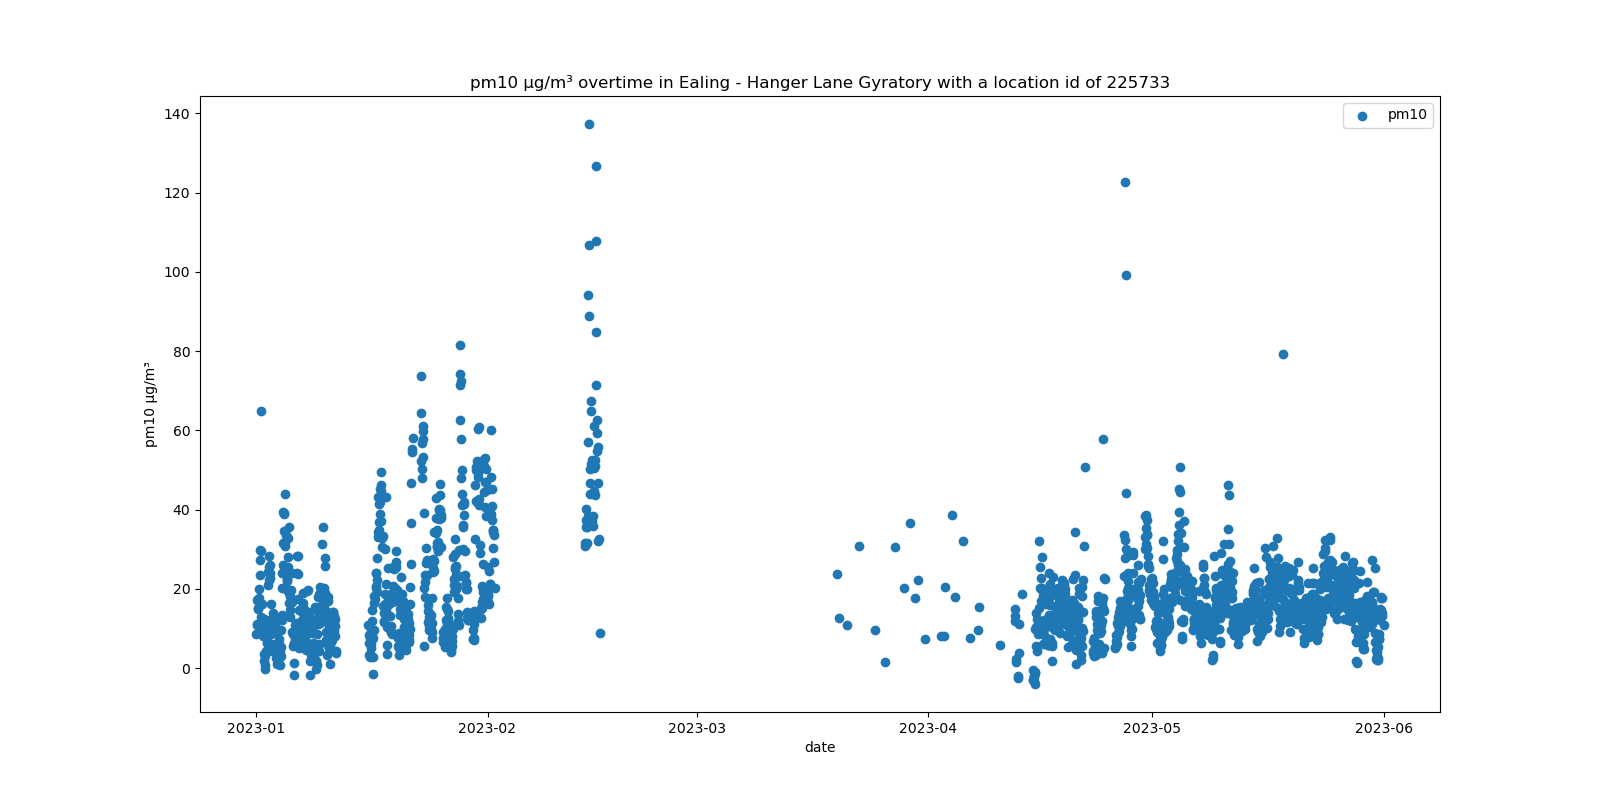 pm10 µg/m³ overtime in Ealing - Hanger Lane Gyratory with a location id of 225733
pm10
140
120
100
80
60
40
20
0
pm10 µg/m³
2023-01 2023-02 2023-03 2023-04 2023-05 2023-06
date